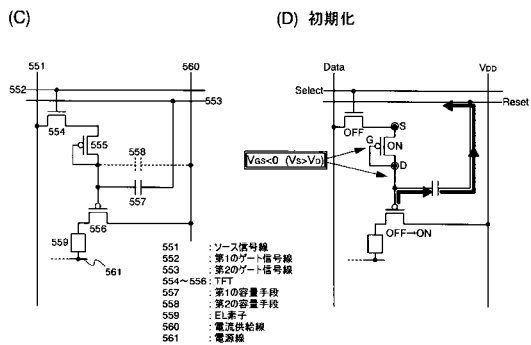 (C)
551
560
552
553
554
555
558
557
556
559
561
551 : ソース信号線
552 : 第1のゲート信号線
553 : 第2のゲート信号線
554～556 : TFT
557 : 第1の容量手段
558 : 第2の容量手段
559 : EL素子
560 : 電流供給線
561 : 電源線
(D) 初期化
Data
VDD
Select
Reset
OFF
S
G
ON
D
VGS<0 (VS>VD)
OFF→ON